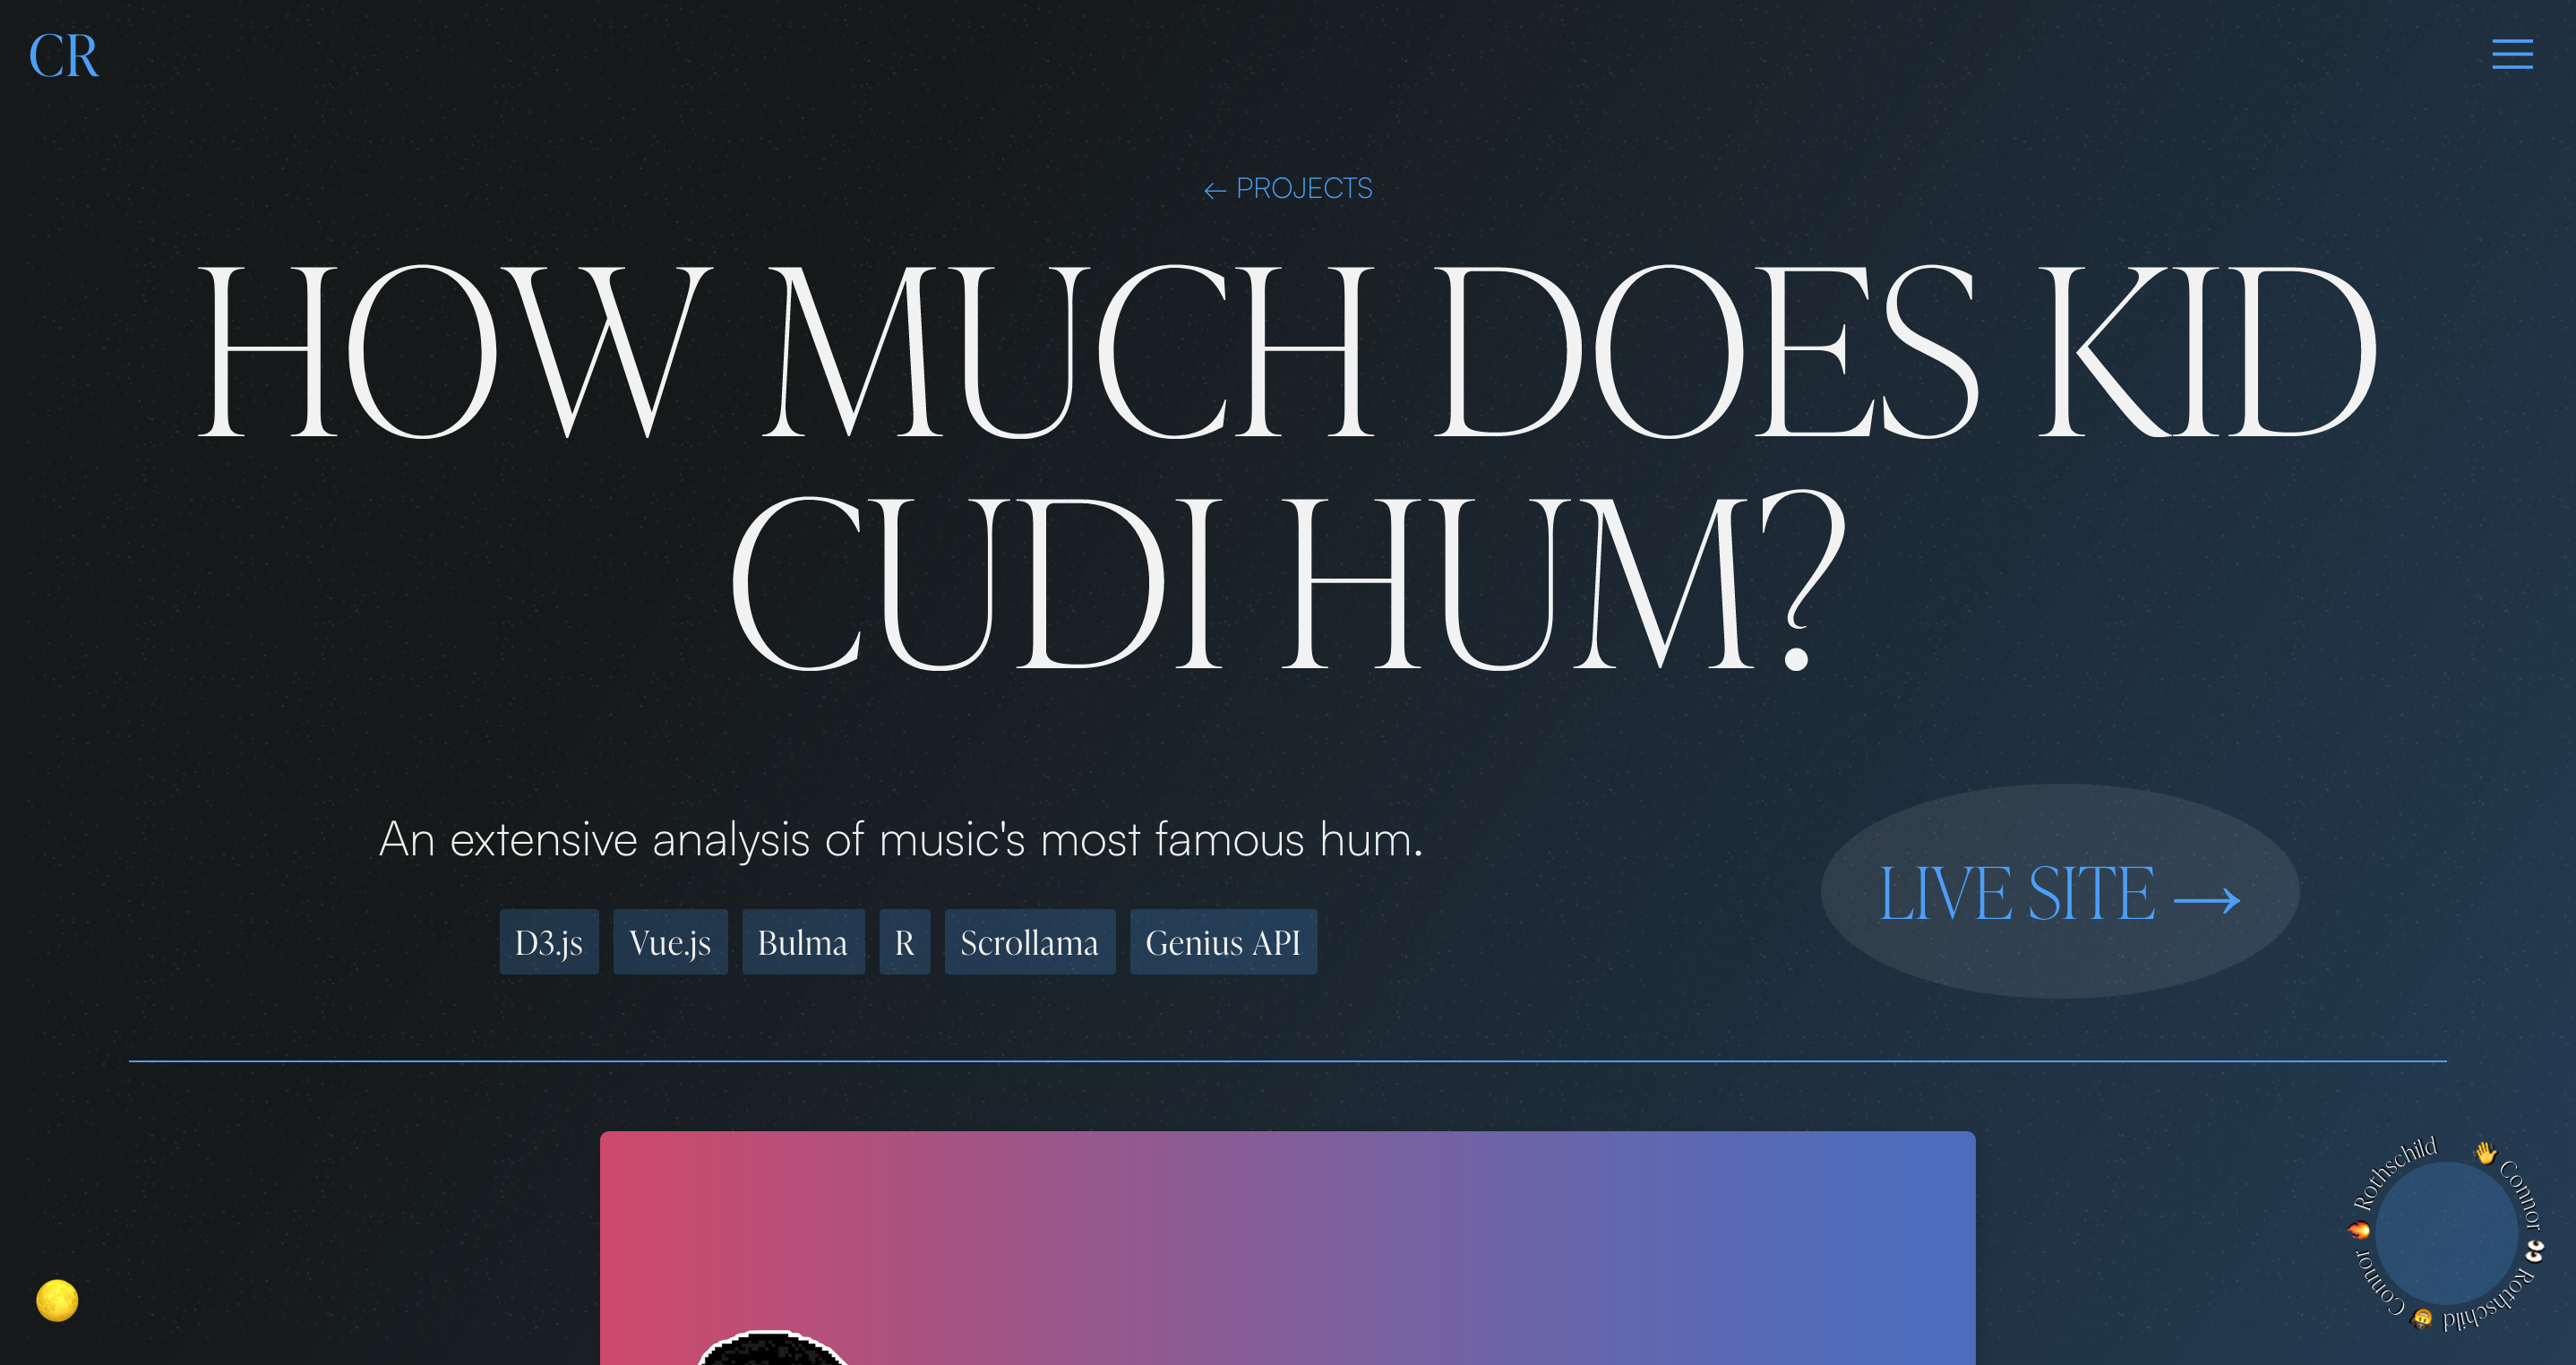 CR
← PROJECTS
HOW MUCH DOES KID
CUDI HUM?
An extensive analysis of music's most famous hum.
D3.js Vue.js Bulma R Scrollama Genius API
LIVE SITE →
👋 Connor 👀 Rothschild 🤠 Connor 🔥 Rothschild